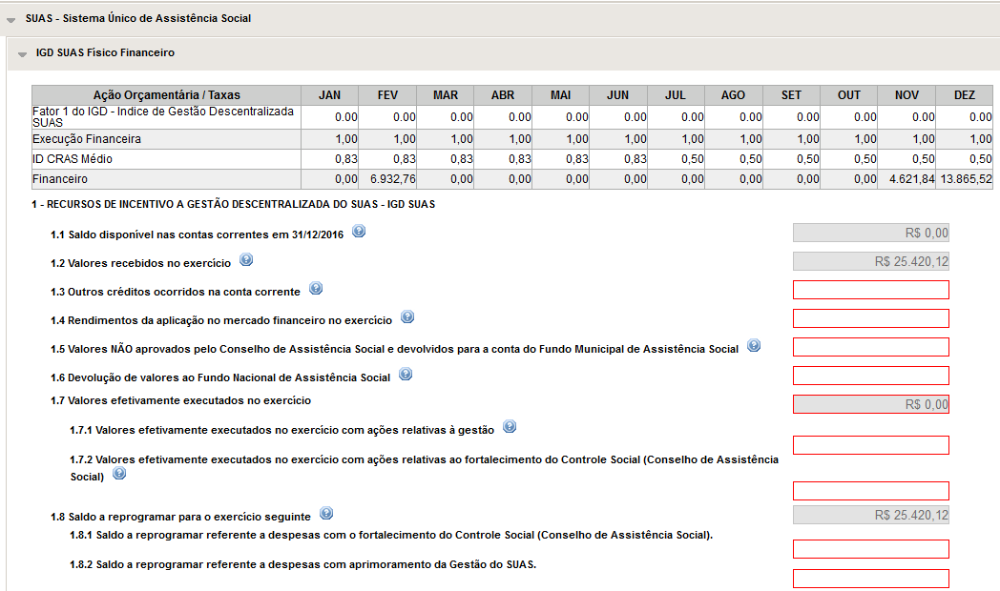 SUAS - Sistema Único de Assistência Social
IGD SUAS Físico Financeiro
Ação Orçamentária / Taxas JAN FEV MAR ABR MAI JUN JUL AGO SET OUT NOV DEZ
Fator 1 do IGD - Indice de Gestão Descentralizada
SUAS 0.00 0.00 0.00 0.00 0.00 0.00 0.00 0.00 0.00 0.00 0.00 0.00
Execução Financeira 1,00 1,00 1,00 1,00 1,00 1,00 1,00 1,00 1,00 1,00 1,00 1,00
ID CRAS Médio 0,83 0,83 0,83 0,83 0,83 0,83 0,50 0,50 0,50 0,50 0,50 0,50
Financeiro 0,00 6.932,76 0,00 0,00 0,00 0,00 0,00 0,00 0,00 0,00 4.621,84 13.865,52
1 - RECURSOS DE INCENTIVO A GESTÃO DESCENTRALIZADA DO SUAS - IGD SUAS
1.1 Saldo disponível nas contas correntes em 31/12/2016 R$ 0,00
1.2 Valores recebidos no exercício R$ 25.420,12
1.3 Outros créditos ocorridos na conta corrente
1.4 Rendimentos da aplicação no mercado financeiro no exercício
1.5 Valores NÃO aprovados pelo Conselho de Assistência Social e devolvidos para a conta do Fundo Municipal de Assistência Social
1.6 Devolução de valores ao Fundo Nacional de Assistência Social
1.7 Valores efetivamente executados no exercício R$ 0,00
1.7.1 Valores efetivamente executados no exercício com ações relativas à gestão
1.7.2 Valores efetivamente executados no exercício com ações relativas ao fortalecimento do Controle Social (Conselho de Assistência
Social)
1.8 Saldo a reprogramar para o exercício seguinte R$ 25.420,12
1.8.1 Saldo a reprogramar referente a despesas com o fortalecimento do Controle Social (Conselho de Assistência Social).
1.8.2 Saldo a reprogramar referente a despesas com aprimoramento da Gestão do SUAS.